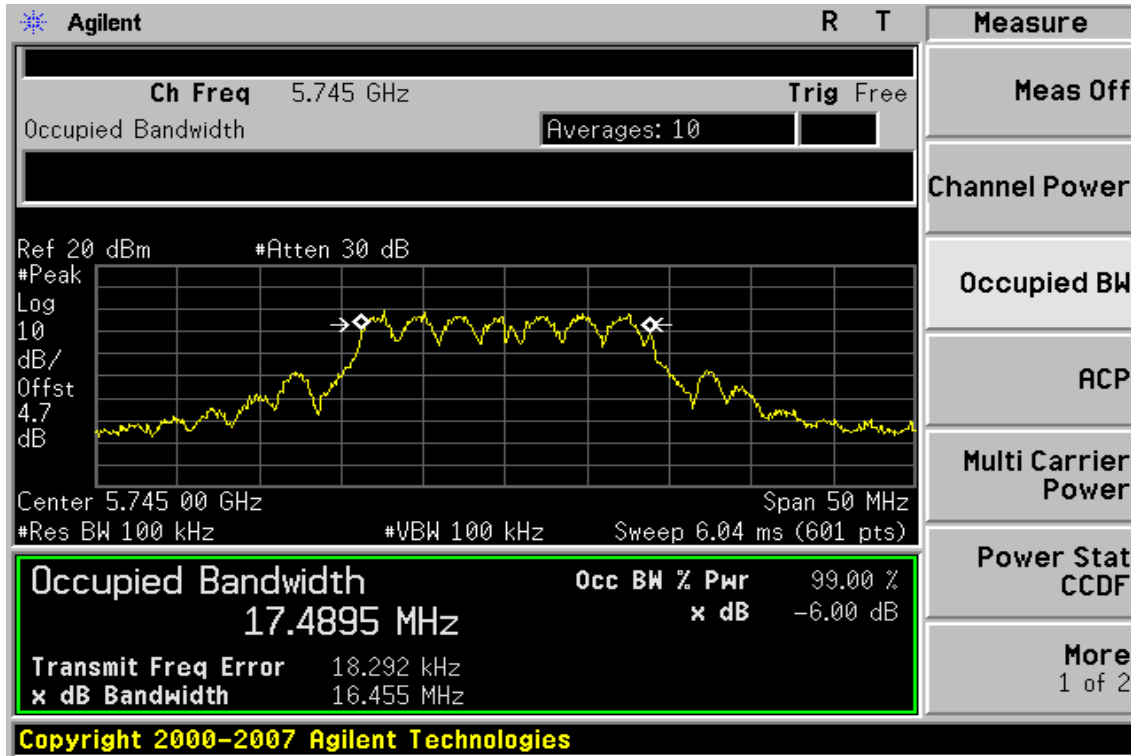 Agilent R T
Ch Freq 5.745 GHz Trig Free
Occupied Bandwidth Averages: 10
Ref 20 dBm #Atten 30 dB
#Peak
Log
10
dB/
Offst
4.7
dB
Center 5.745 00 GHz Span 50 MHz
#Res BW 100 kHz #VBW 100 kHz Sweep 6.04 ms (601 pts)
Occupied Bandwidth
17.4895 MHz
Occ BW % Pwr 99.00 %
x dB -6.00 dB
Transmit Freq Error 18.292 kHz
x dB Bandwidth 16.455 MHz
Copyright 2000-2007 Agilent Technologies
Measure
Meas Off
Channel Power
Occupied BW
ACP
Multi Carrier
Power
Power Stat
CCDF
More
1 of 2